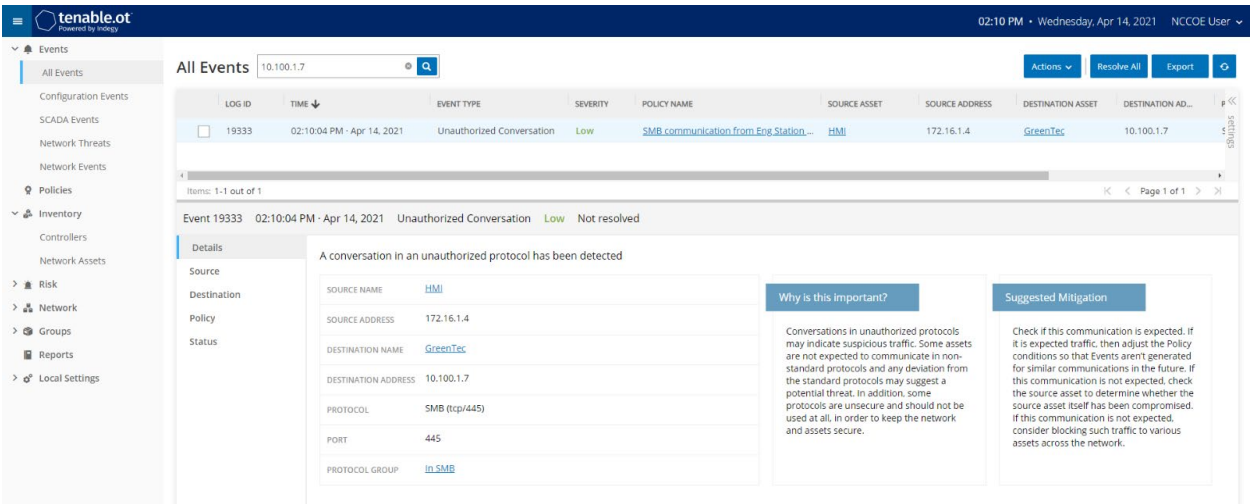 tenable.ot
Powered by Indegy
02:10 PM • Wednesday, Apr 14, 2021 NCCOE User
Events
All Events
Configuration Events
SCADA Events
Network Threats
Network Events
Policies
Inventory
Controllers
Network Assets
Risk
Network
Groups
Reports
Local Settings
All Events 10.100.1.7 Actions Resolve All Export
LOG ID TIME EVENT TYPE SEVERITY POLICY NAME SOURCE ASSET SOURCE ADDRESS DESTINATION ASSET DESTINATION AD...
19333 02:10:04 PM · Apr 14, 2021 Unauthorized Conversation Low SMB communication from Eng Station ... HMI 172.16.1.4 GreenTec 10.100.1.7
settings
Items: 1-1 out of 1 Page 1 of 1
Event 19333 02:10:04 PM · Apr 14, 2021 Unauthorized Conversation Low Not resolved
Details
Source
Destination
Policy
Status
A conversation in an unauthorized protocol has been detected
SOURCE NAME HMI
SOURCE ADDRESS 172.16.1.4
DESTINATION NAME GreenTec
DESTINATION ADDRESS 10.100.1.7
PROTOCOL SMB (tcp/445)
PORT 445
PROTOCOL GROUP In SMB
Why is this important?
Conversations in unauthorized protocols
may indicate suspicious traffic. Some assets
are not expected to communicate in non-
standard protocols and any deviation from
the standard protocols may suggest a
potential threat. In addition, some
protocols are unsecure and should not be
used at all, in order to keep the network
and assets secure.
Suggested Mitigation
Check if this communication is expected. If
it is expected traffic, then adjust the Policy
conditions so that Events aren't generated
for similar communications in the future. If
this communication is not expected, check
the source asset to determine whether the
source asset itself has been compromised.
If this communication is not expected,
consider blocking such traffic to various
assets across the network.